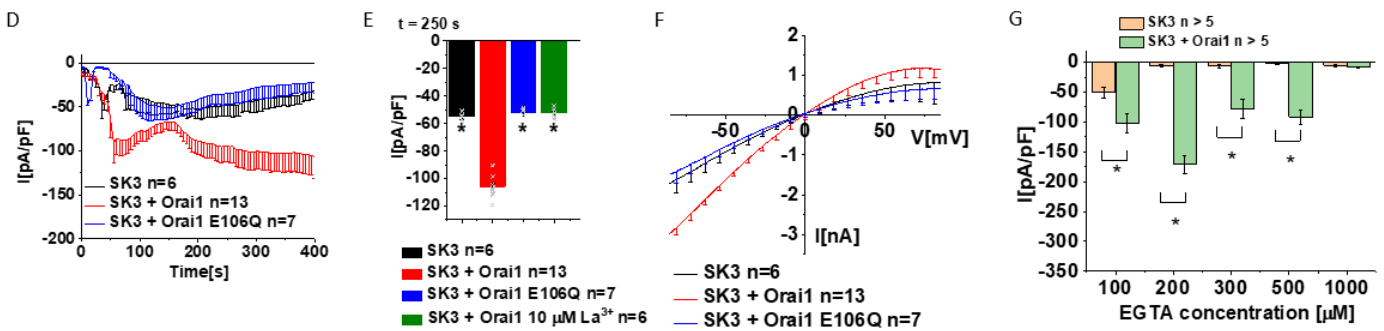 D
0
-50
-100
-150
-200
I[pA/pF]
SK3 n=6
SK3 + Orai1 n=13
SK3 + Orai1 E106Q n=7
0 100 200 300 400
Time[s]
E
t = 250 s
0
-20
-40
-60
-80
-100
-120
I[pA/pF]
* * *
SK3 n=6
SK3 + Orai1 n=13
SK3 + Orai1 E106Q n=7
SK3 + Orai1 10 µM La³⁺ n=6
F
2
1
0
-1
-2
-3
-50 0 50
V[mV]
I[nA]
SK3 n=6
SK3 + Orai1 n=13
SK3 + Orai1 E106Q n=7
G
SK3 n > 5
SK3 + Orai1 n > 5
0
-50
-100
-150
-200
-250
-300
-350
I[pA/pF]
* * * *
100 200 300 500 1000
EGTA concentration [µM]